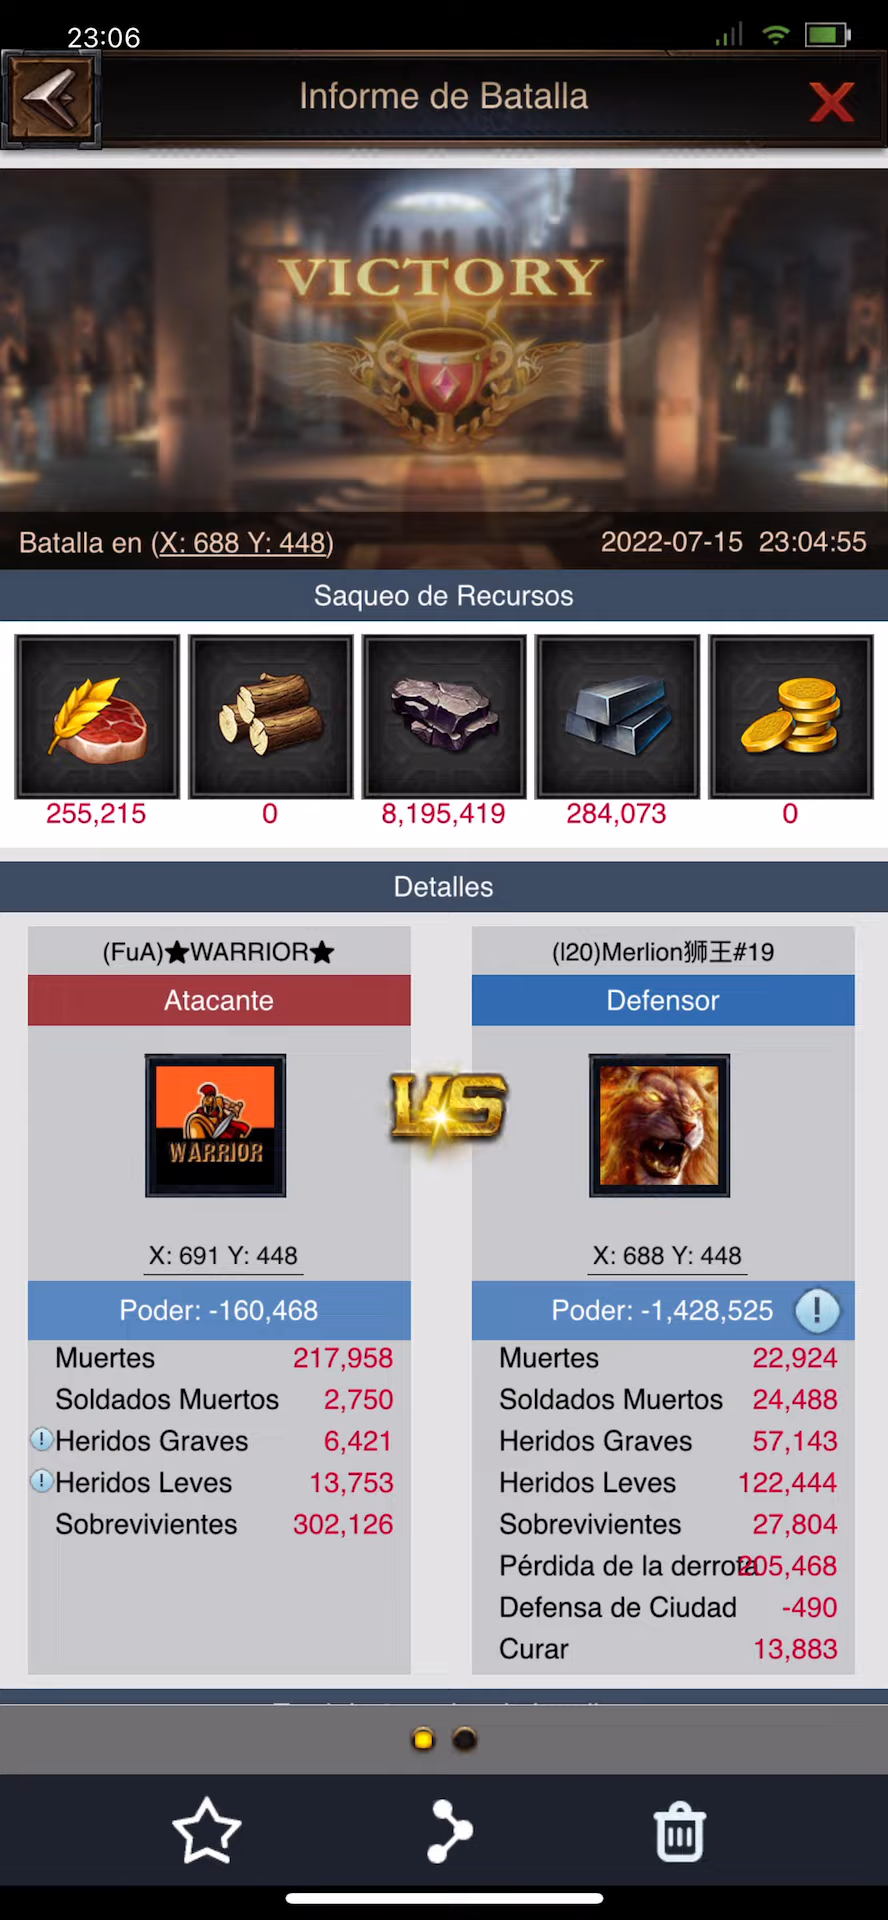 23:06
Informe de Batalla
VICTORY
Batalla en (X: 688 Y: 448)
2022-07-15 23:04:55
Saqueo de Recursos
255,215
0
8,195,419
284,073
0
Detalles
(FuA)★WARRIOR★
Atacante
WARRIOR
X: 691 Y: 448
Poder: -160,468
Muertes 217,958
Soldados Muertos 2,750
Heridos Graves 6,421
Heridos Leves 13,753
Sobrevivientes 302,126
VS
(l20)Merlion狮王#19
Defensor
X: 688 Y: 448
Poder: -1,428,525
Muertes 22,924
Soldados Muertos 24,488
Heridos Graves 57,143
Heridos Leves 122,444
Sobrevivientes 27,804
Pérdida de la derrota 205,468
Defensa de Ciudad -490
Curar 13,883